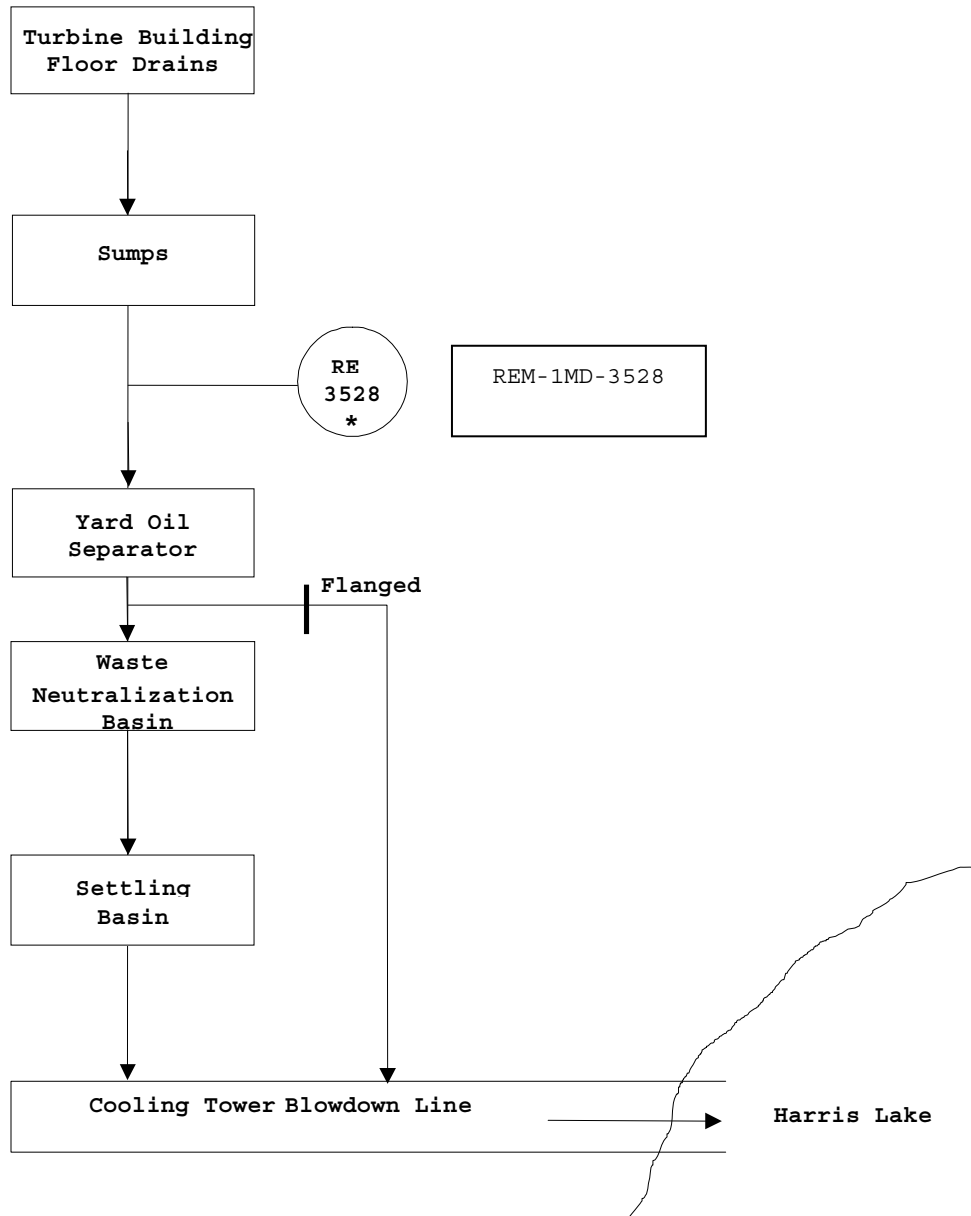 Turbine Building
Floor Drains
Sumps
RE
3528
*
REM-1MD-3528
Yard Oil
Separator
Flanged
Waste
Neutralization
Basin
Settling
Basin
Cooling Tower Blowdown Line
Harris Lake